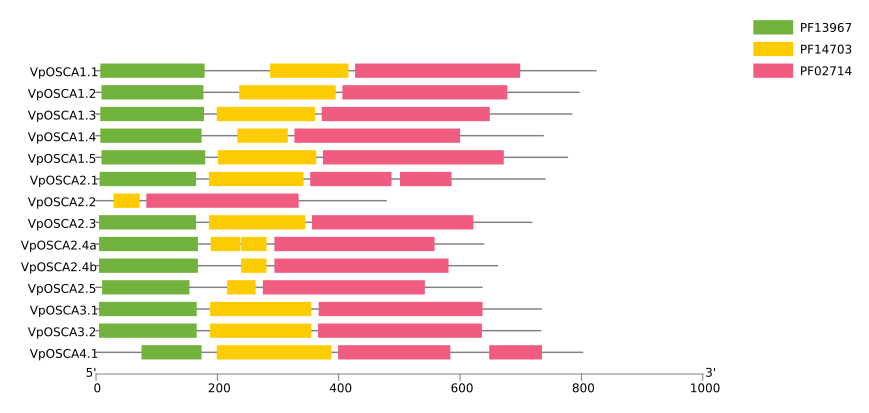 PF13967
PF14703
PF02714
VpOSCA1.1
VpOSCA1.2
VpOSCA1.3
VpOSCA1.4
VpOSCA1.5
VpOSCA2.1
VpOSCA2.2
VpOSCA2.3
VpOSCA2.4a
VpOSCA2.4b
VpOSCA2.5
VpOSCA3.1
VpOSCA3.2
VpOSCA4.1
5' 3'
0 200 400 600 800 1000